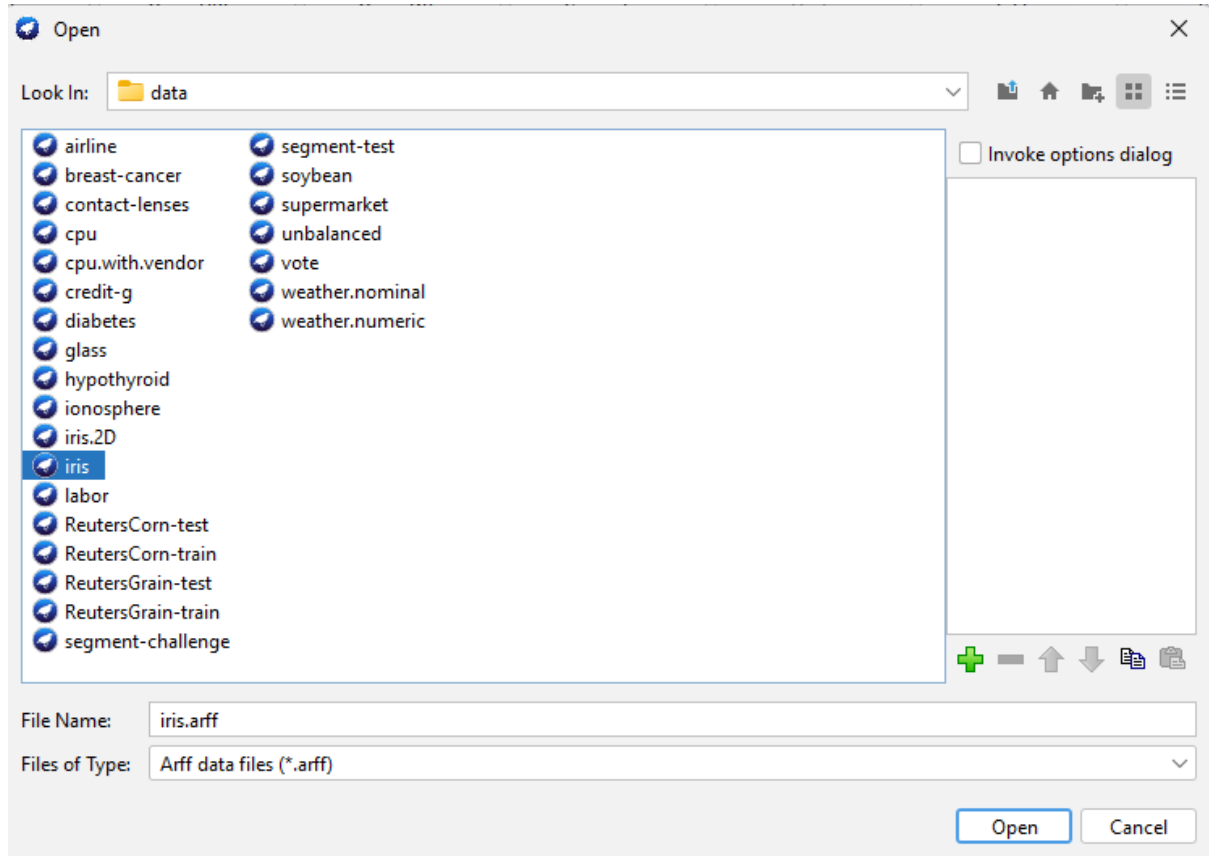 Open
Look In: data
airline
breast-cancer
contact-lenses
cpu
cpu.with.vendor
credit-g
diabetes
glass
hypothyroid
ionosphere
iris.2D
iris
labor
ReutersCorn-test
ReutersCorn-train
ReutersGrain-test
ReutersGrain-train
segment-challenge
segment-test
soybean
supermarket
unbalanced
vote
weather.nominal
weather.numeric
Invoke options dialog
File Name: iris.arff
Files of Type: Arff data files (*.arff)
Open Cancel